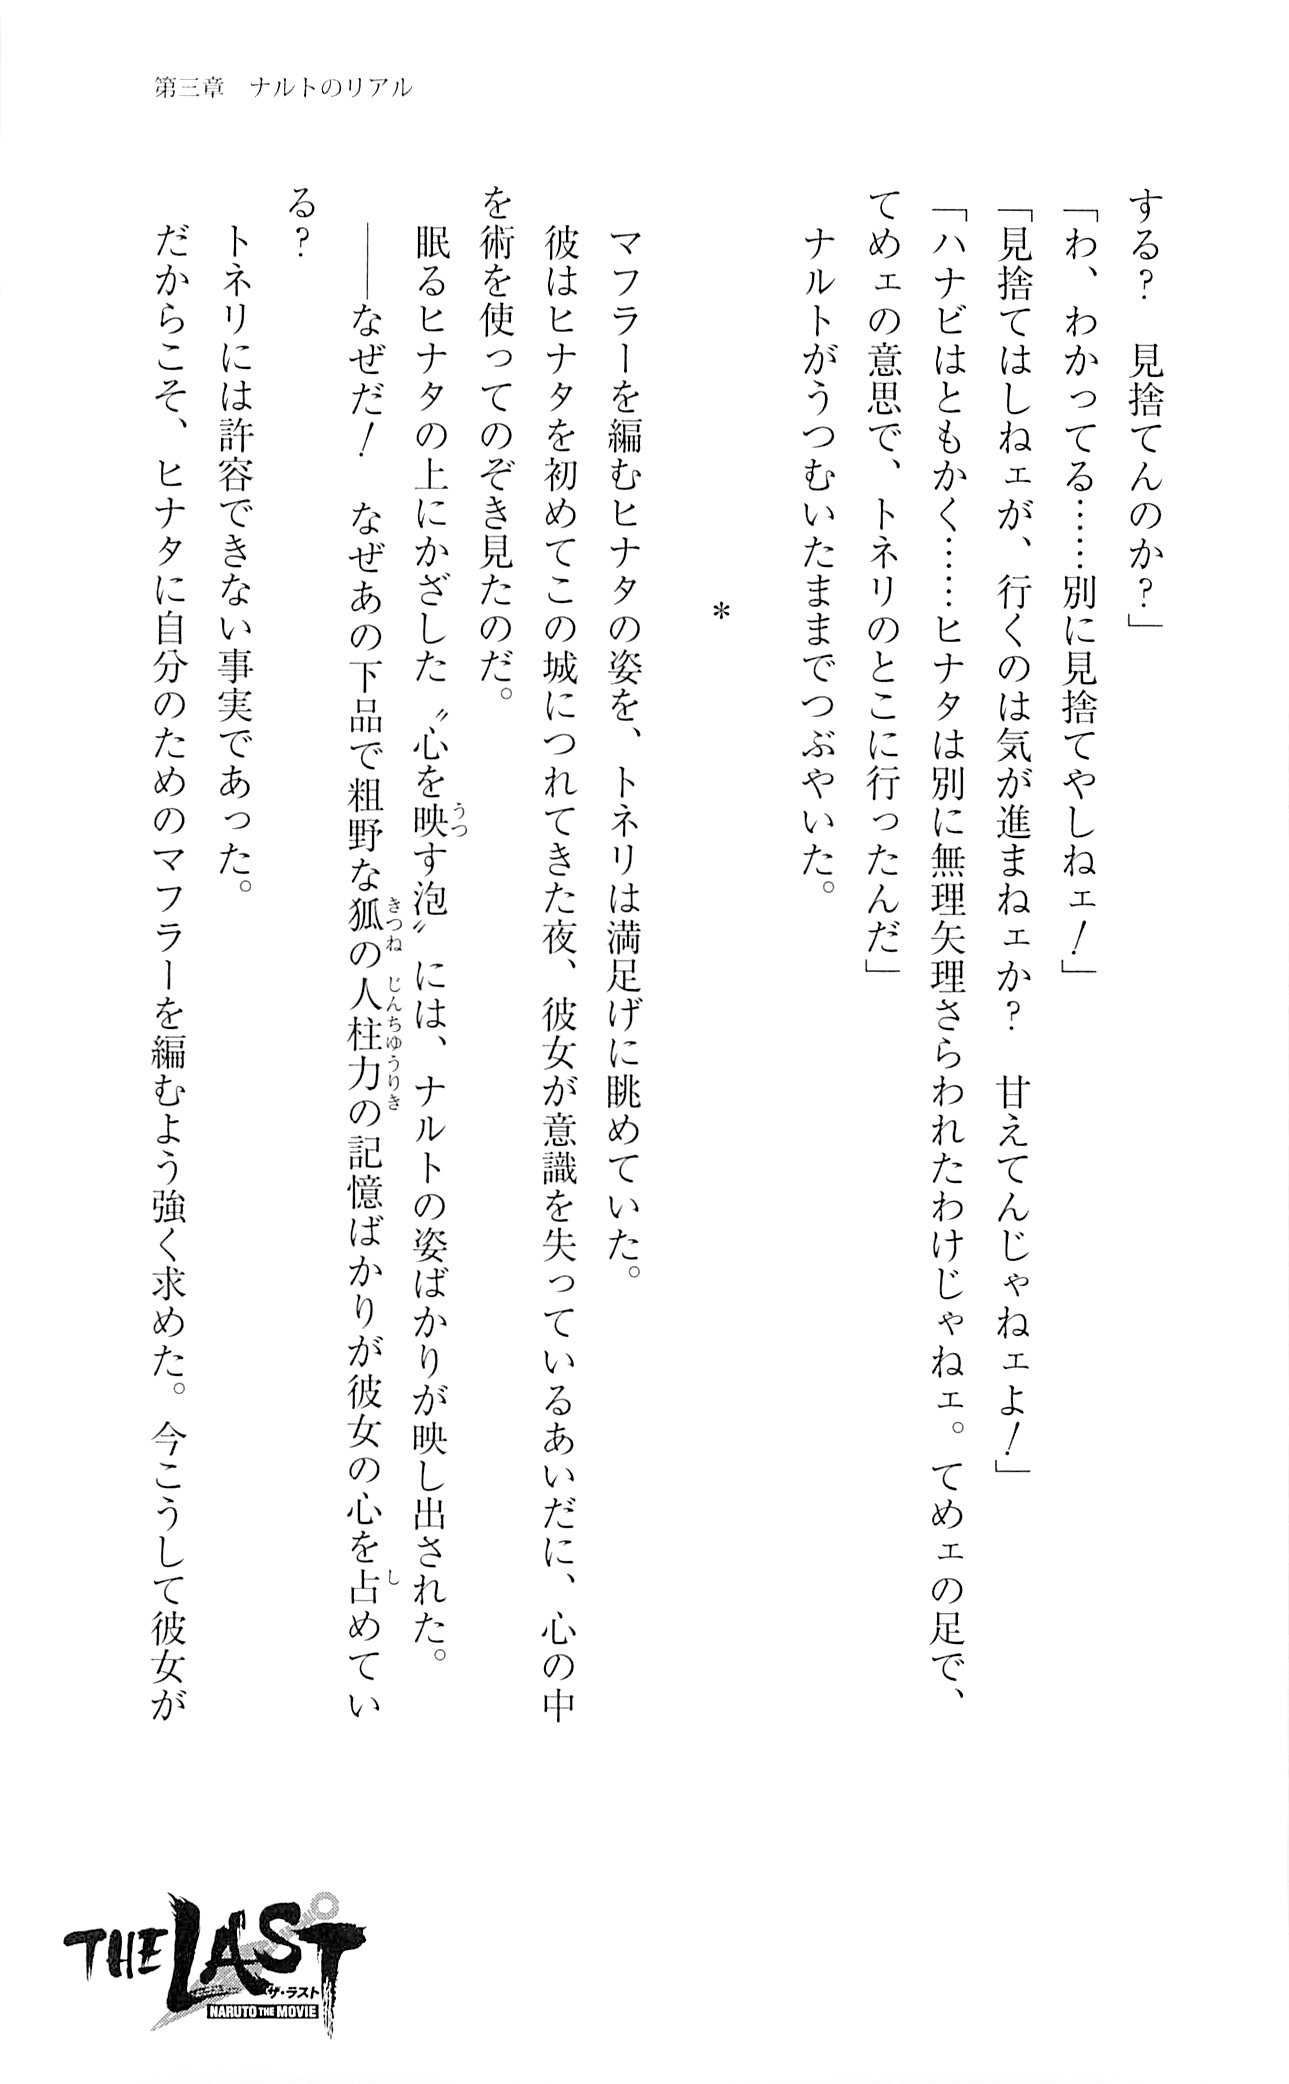 第三章　ナルトのリアル
する？　見捨てんのか？」
「わ、わかってる……別に見捨てやしねェ！」
「見捨てはしねェが、行くのは気が進まねェか？　甘えてんじゃねェよ！」
「ハナビはともかく……ヒナタは別に無理矢理さらわれたわけじゃねェ。てめェの足で、
てめェの意思で、トネリのとこに行ったんだ」
　ナルトがうつむいたままでつぶやいた。
＊
　マフラーを編むヒナタの姿を、トネリは満足げに眺めていた。
　彼はヒナタを初めてこの城につれてきた夜、彼女が意識を失っているあいだに、心の中
を術を使ってのぞき見たのだ。
　眠るヒナタの上にかざした〝心を映す泡〟には、ナルトの姿ばかりが映し出された。
うつ
　――なぜだ！　なぜあの下品で粗野な狐の人柱力の記憶ばかりが彼女の心を占めてい
きつね　じんちゅうりき　し
る？
　トネリには許容できない事実であった。
　だからこそ、ヒナタに自分のためのマフラーを編むよう強く求めた。今こうして彼女が
THE LAST
ザ・ラスト
NARUTO THE MOVIE